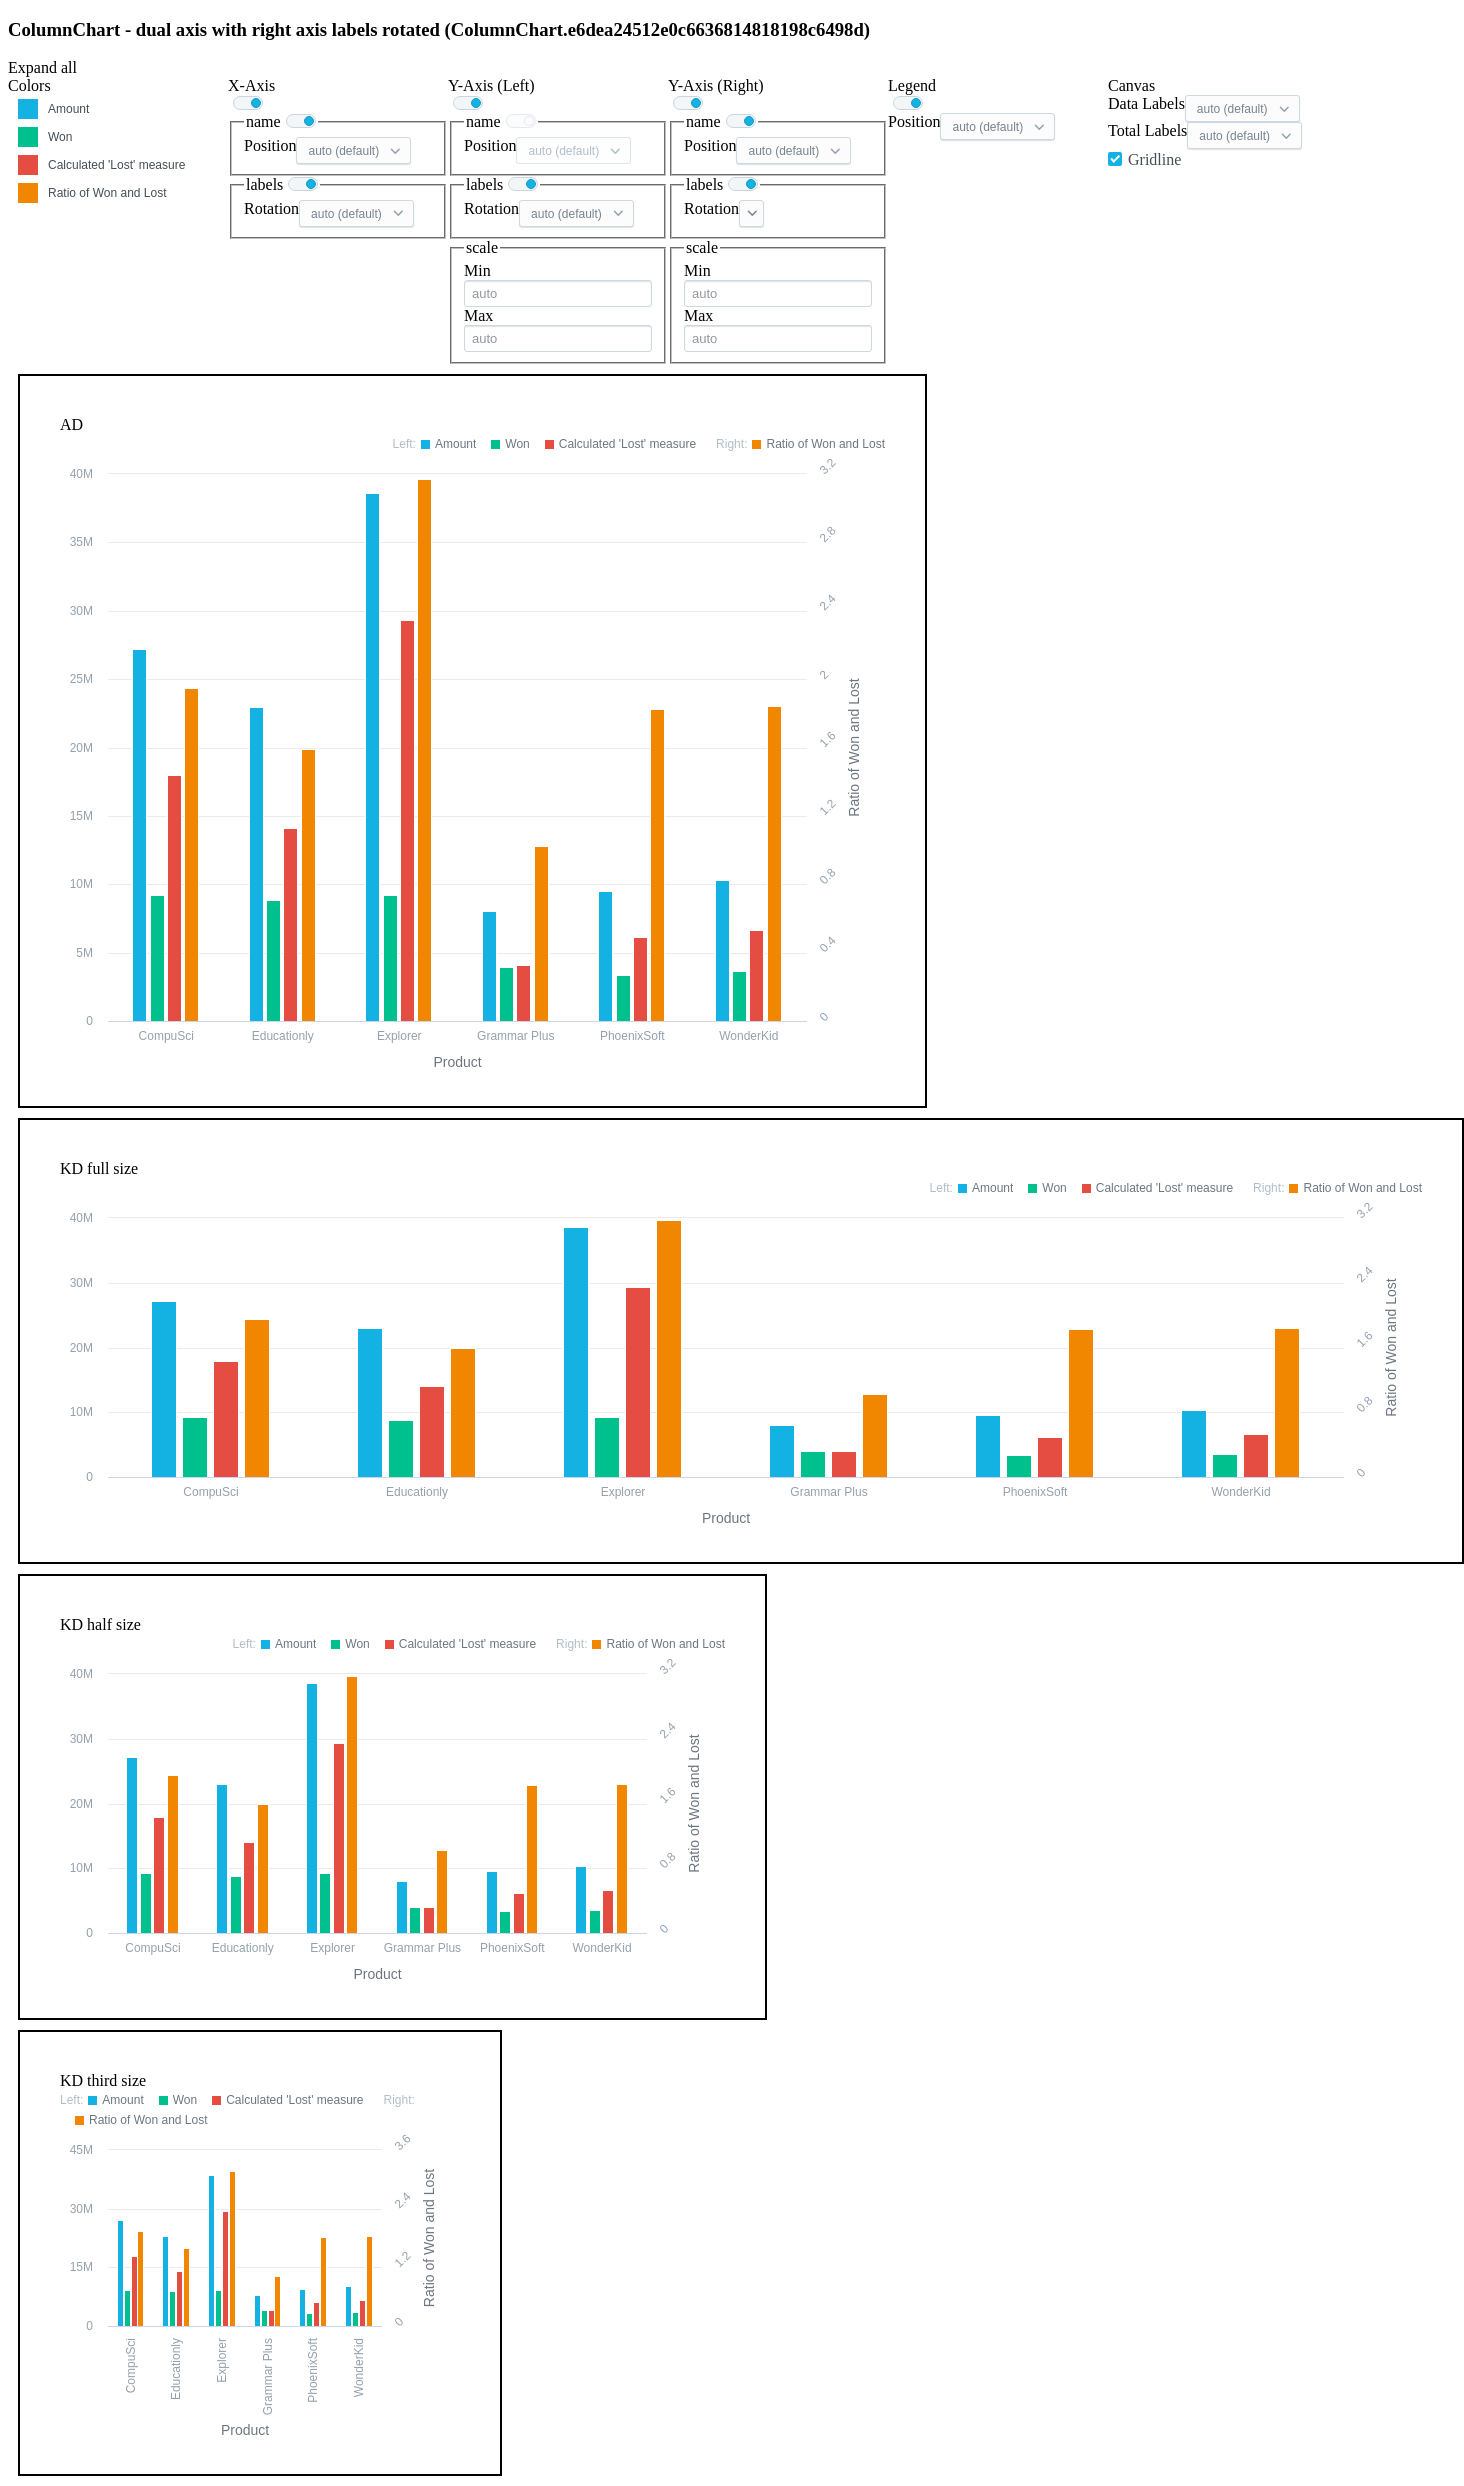 ColumnChart - dual axis with right axis labels rotated (ColumnChart.e6dea24512e0c6636814818198c6498d)
Expand all
Colors
Amount
Won
Calculated 'Lost' measure
Ratio of Won and Lost
X-Axis
name
Position auto (default)
labels
Rotation auto (default)
Y-Axis (Left)
name
Position auto (default)
labels
Rotation auto (default)
scale
Min
auto
Max
auto
Y-Axis (Right)
name
Position auto (default)
labels
Rotation
scale
Min
auto
Max
auto
Legend
Position auto (default)
Canvas
Data Labels auto (default)
Total Labels auto (default)
Gridline
AD
Left: Amount Won Calculated 'Lost' measure Right: Ratio of Won and Lost
40M
35M
30M
25M
20M
15M
10M
5M
0
3.2
2.8
2.4
2
1.6
1.2
0.8
0.4
0
Ratio of Won and Lost
CompuSci Educationly Explorer Grammar Plus PhoenixSoft WonderKid
Product
KD full size
Left: Amount Won Calculated 'Lost' measure Right: Ratio of Won and Lost
40M
30M
20M
10M
0
3.2
2.4
1.6
0.8
0
Ratio of Won and Lost
CompuSci Educationly Explorer Grammar Plus PhoenixSoft WonderKid
Product
KD half size
Left: Amount Won Calculated 'Lost' measure Right: Ratio of Won and Lost
40M
30M
20M
10M
0
3.2
2.4
1.6
0.8
0
Ratio of Won and Lost
CompuSci Educationly Explorer Grammar Plus PhoenixSoft WonderKid
Product
KD third size
Left: Amount Won Calculated 'Lost' measure Right:
Ratio of Won and Lost
45M
30M
15M
0
3.6
2.4
1.2
0
Ratio of Won and Lost
CompuSci Educationly Explorer Grammar Plus PhoenixSoft WonderKid
Product